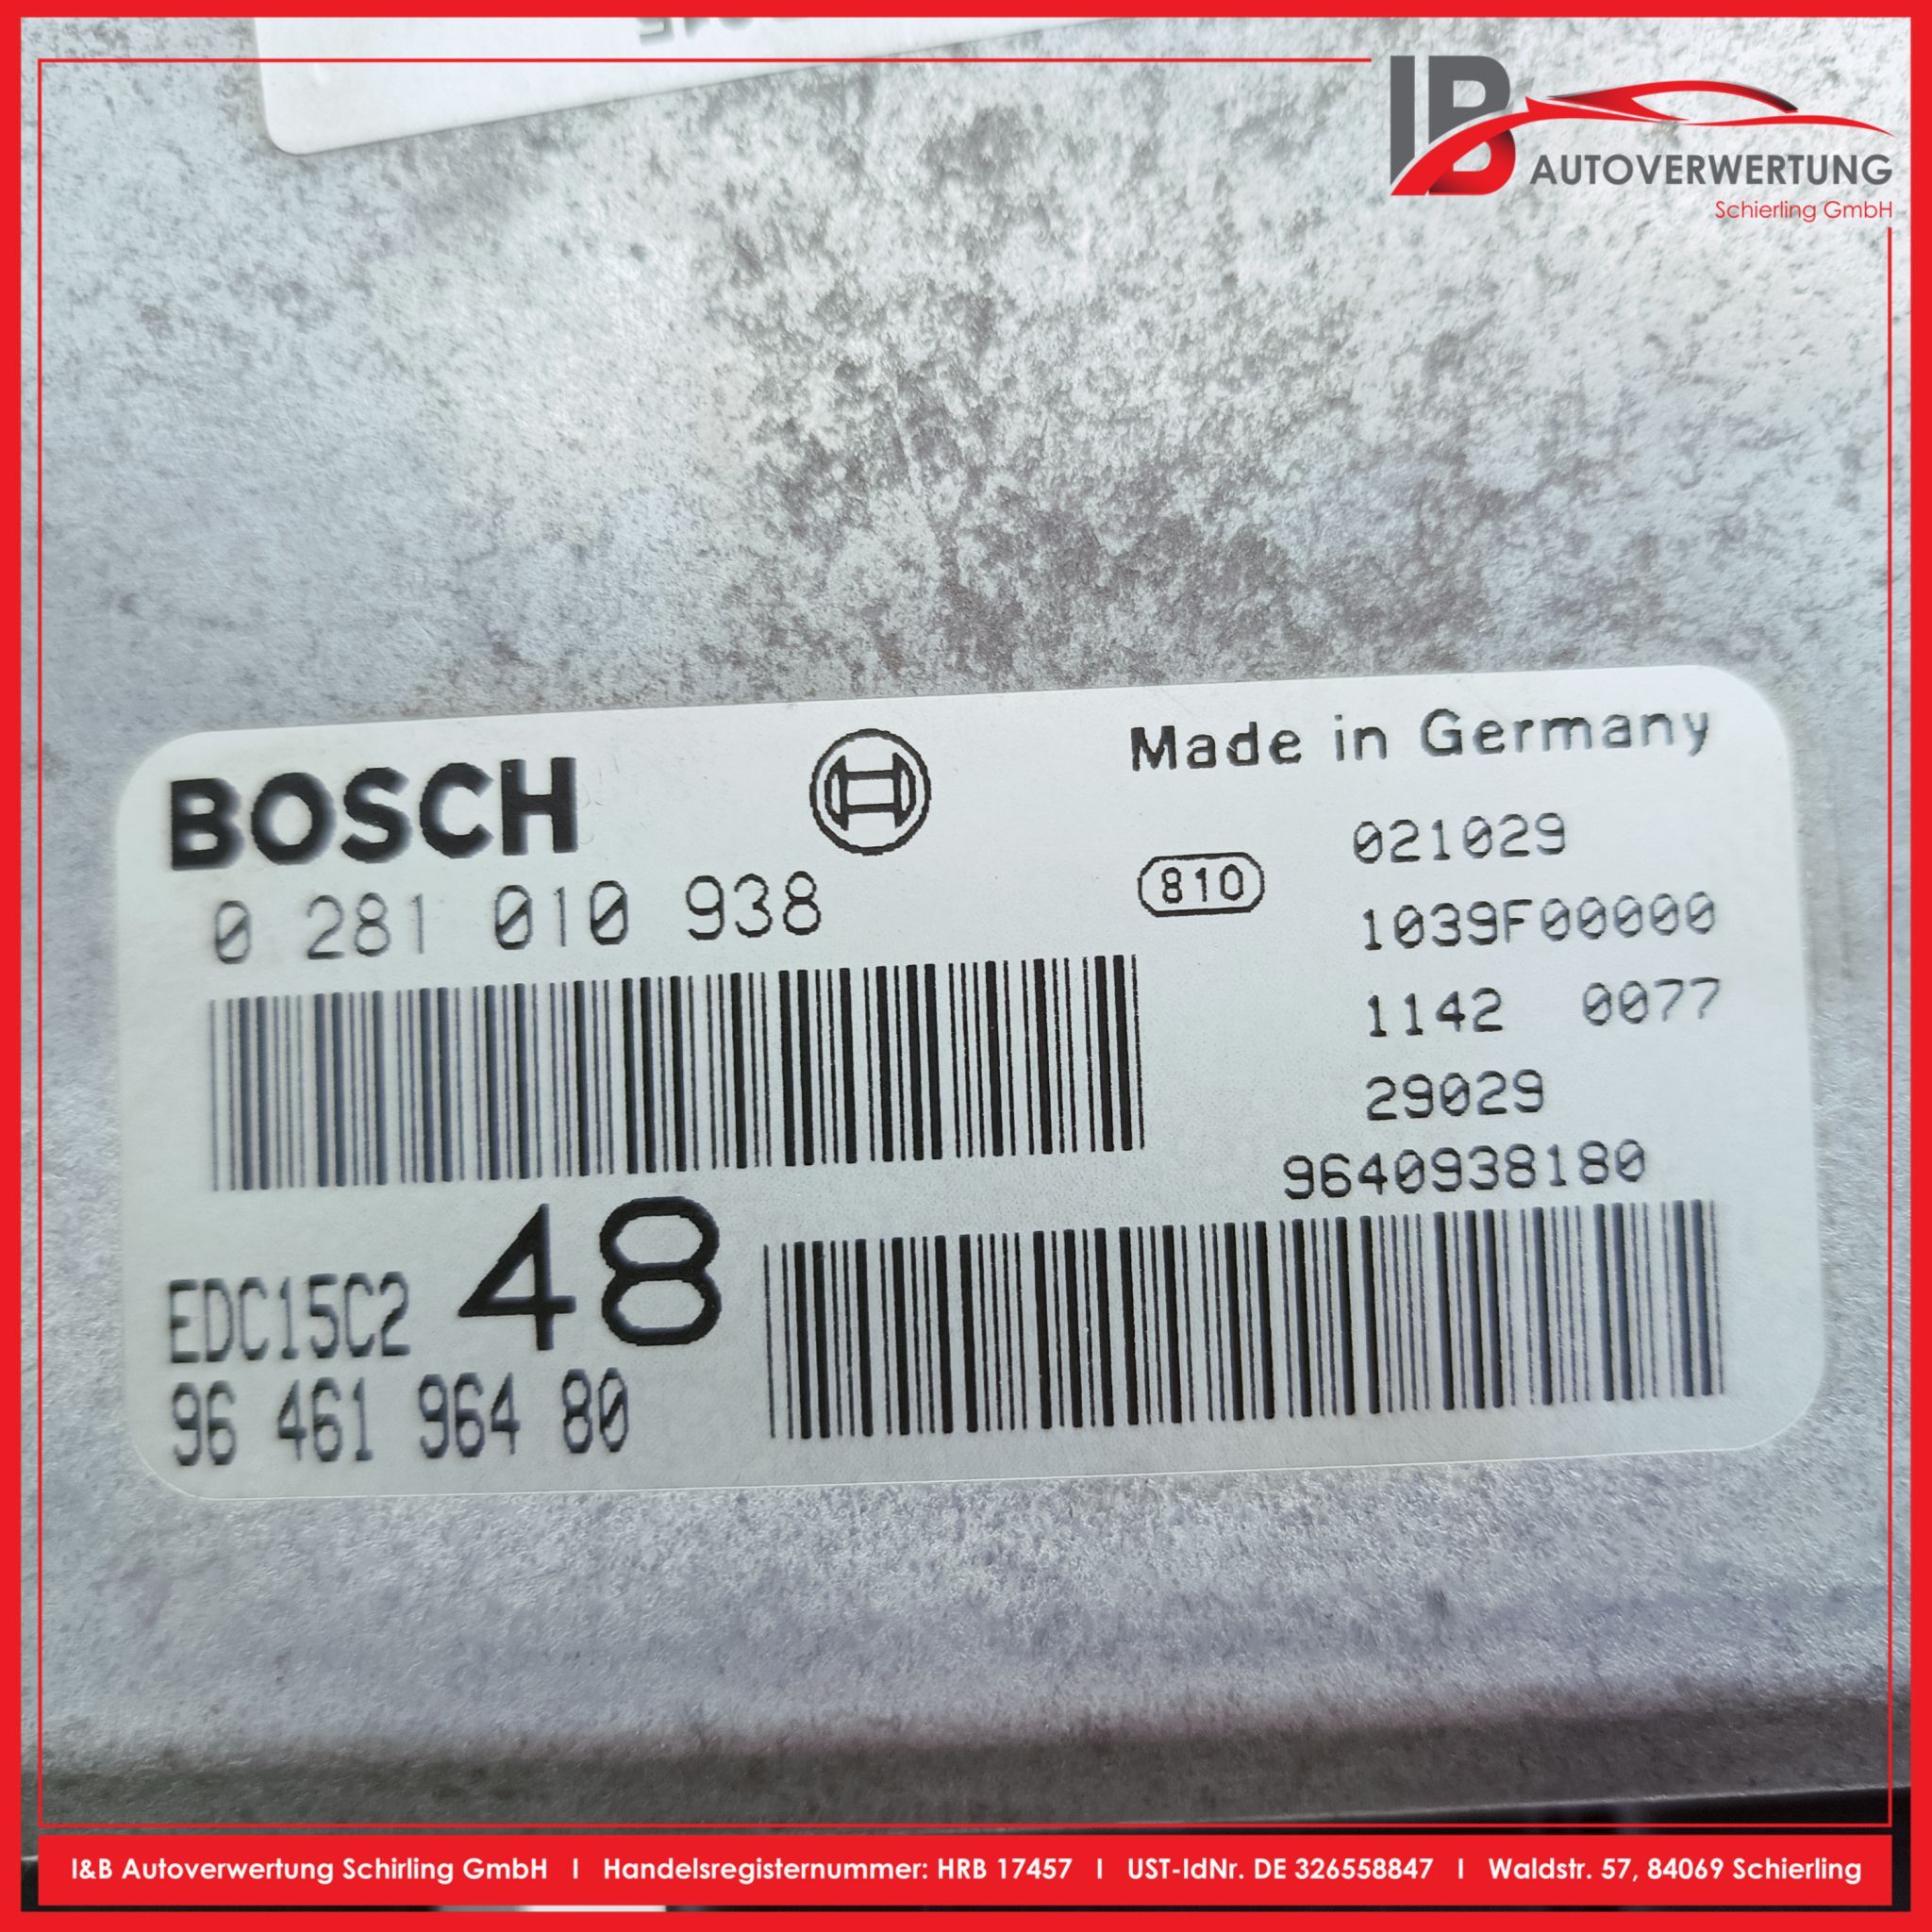 IB
AUTOVERWERTUNG
Schierling GmbH
BOSCH
Made in Germany
0 281 010 938
810
021029
1039F00000
1142 0077
29029
9640938180
EDC15C2
48
96 461 964 80
I&B Autoverwertung Schirling GmbH I Handelsregisternummer: HRB 17457 I UST-IdNr. DE 326558847 I Waldstr. 57, 84069 Schierling